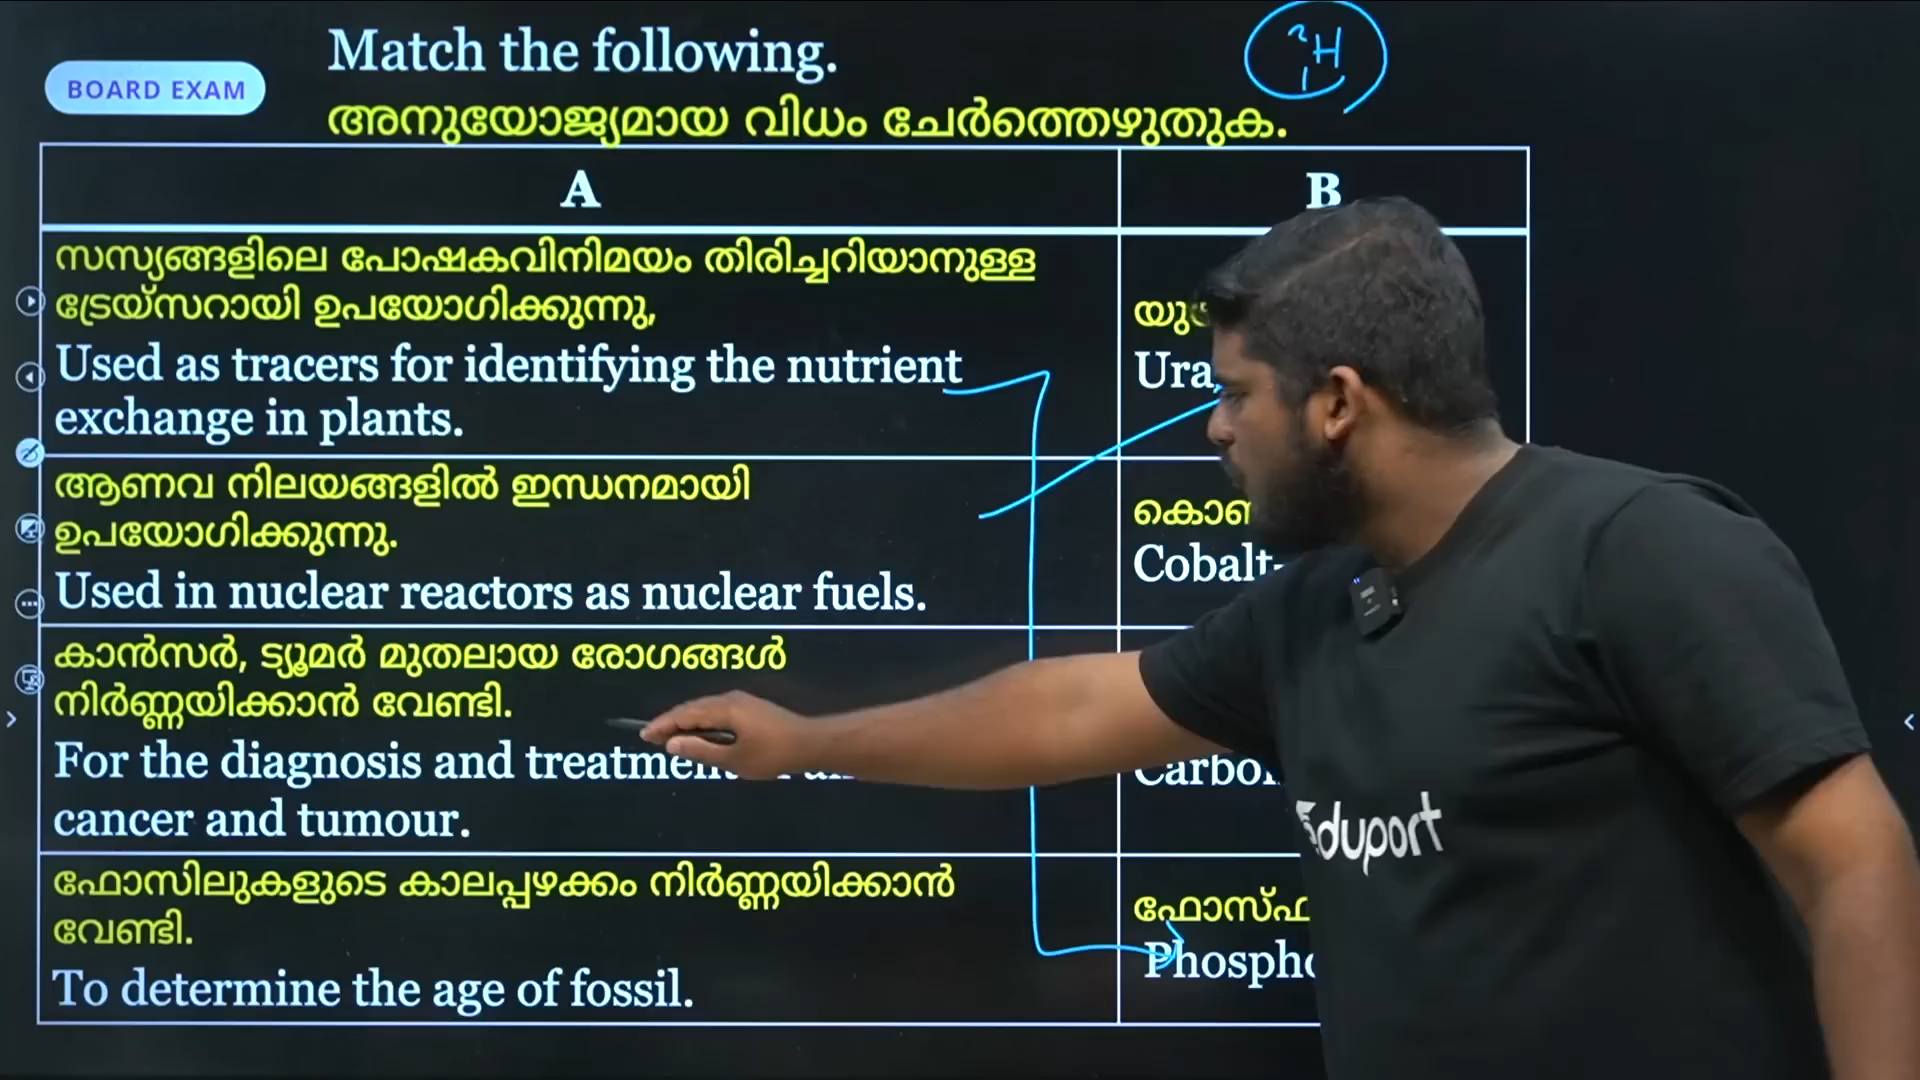 ²₁H
Match the following.
BOARD EXAM
അനുയോജ്യമായ വിധം ചേർത്തെഴുതുക.
A
B
സസ്യങ്ങളിലെ പോഷകവിനിമയം തിരിച്ചറിയാനുള്ള
ട്രേയ്സറായി ഉപയോഗിക്കുന്നു,
Used as tracers for identifying the nutrient
exchange in plants.
ആണവ നിലയങ്ങളിൽ ഇന്ധനമായി
ഉപയോഗിക്കുന്നു.
Used in nuclear reactors as nuclear fuels.
Cobalt-
കാൻസർ, ട്യൂമർ മുതലായ രോഗങ്ങൾ
നിർണ്ണയിക്കാൻ വേണ്ടി.
For the diagnosis and treatment
cancer and tumour.
ഫോസിലുകളുടെ കാലപ്പഴക്കം നിർണ്ണയിക്കാൻ
വേണ്ടി.
To determine the age of fossil.
eduport